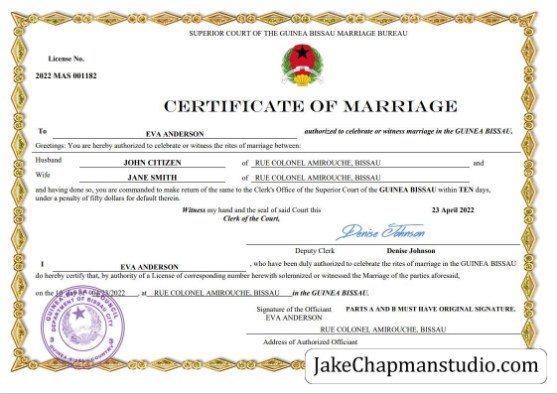 SUPERIOR COURT OF THE GUINEA BISSAU MARRIAGE BUREAU
License No.
2022 MAS 001182
CERTIFICATE OF MARRIAGE
To EVA ANDERSON authorized to celebrate or witness marriage in the GUINEA BISSAU,
Greetings: You are hereby authorized to celebrate or witness the rites of marriage between:
Husband JOHN CITIZEN of RUE COLONEL AMIROUCHE, BISSAU and
Wife JANE SMITH of RUE COLONEL AMIROUCHE, BISSAU
and having done so, you are commanded to make return of the same to the Clerk's Office of the Superior Court of the GUINEA BISSAU within TEN days,
under a penalty of fifty dollars for default therein.
Witness my hand and the seal of said Court this 23 April 2022
Clerk of the Court,
Denise Johnson
Deputy Clerk Denise Johnson
I EVA ANDERSON , who have been duly authorized to celebrate the rites of marriage in the GUINEA BISSAU
do hereby certify that, by authority of a License of corresponding number herewith solemnized or witnessed the Marriage of the parties aforesaid,
on the /2022 , at RUE COLONEL AMIROUCHE, BISSAU in the GUINEA BISSAU.
Signature of the Officiant PARTS A AND B MUST HAVE ORIGINAL SIGNATURE.
EVA ANDERSON
RUE COLONEL AMIROUCHE, BISSAU
Address of Authorized Officiant
JakeChapmanstudio.com